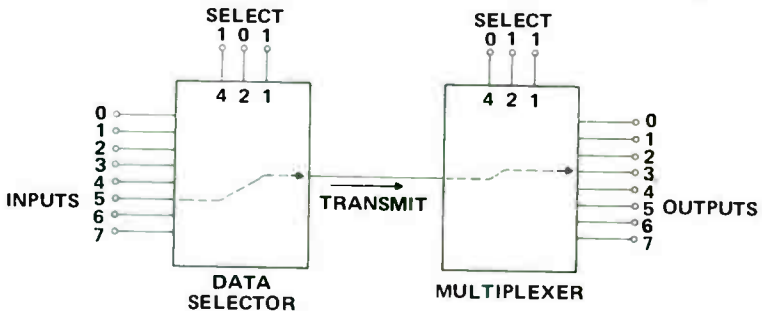 SELECT
1 0 1
4 2 1
0
1
2
3
4
5
6
7
INPUTS
DATA
SELECTOR
TRANSMIT
SELECT
0 1 1
4 2 1
0
1
2
3
4
5
6
7
OUTPUTS
MULTIPLEXER